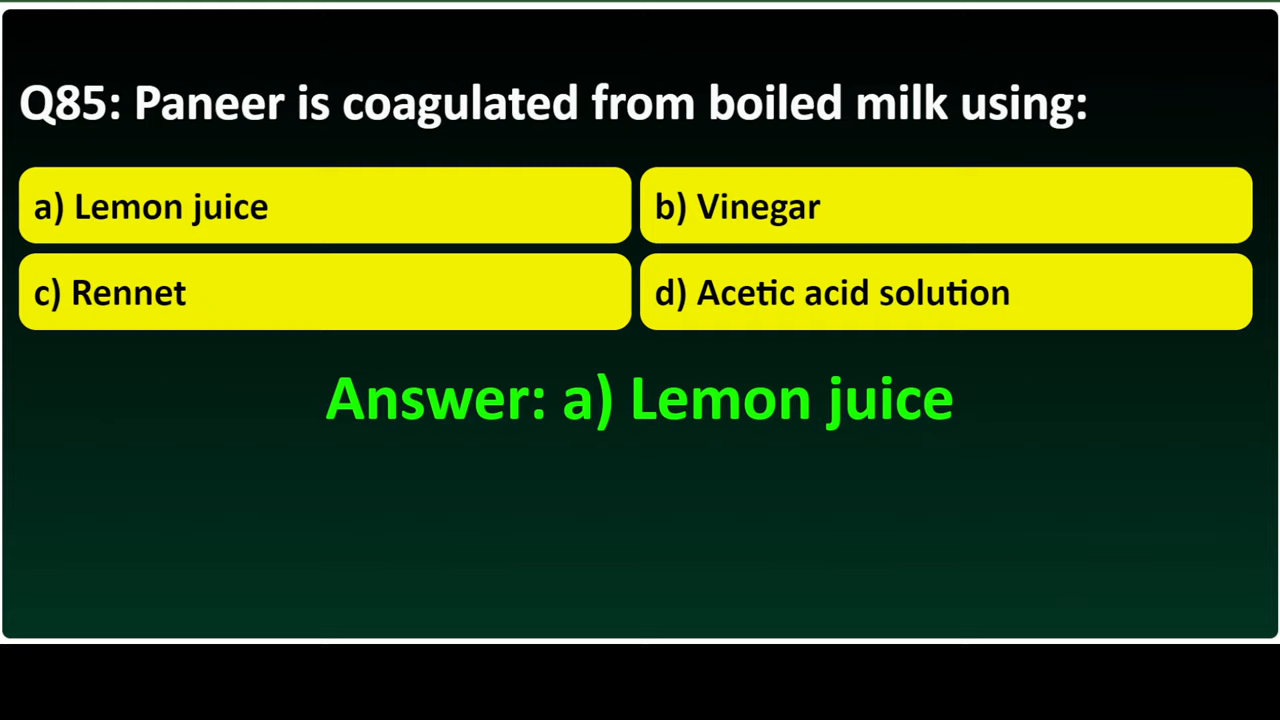 Q85: Paneer is coagulated from boiled milk using:
a) Lemon juice
b) Vinegar
c) Rennet
d) Acetic acid solution
Answer: a) Lemon juice